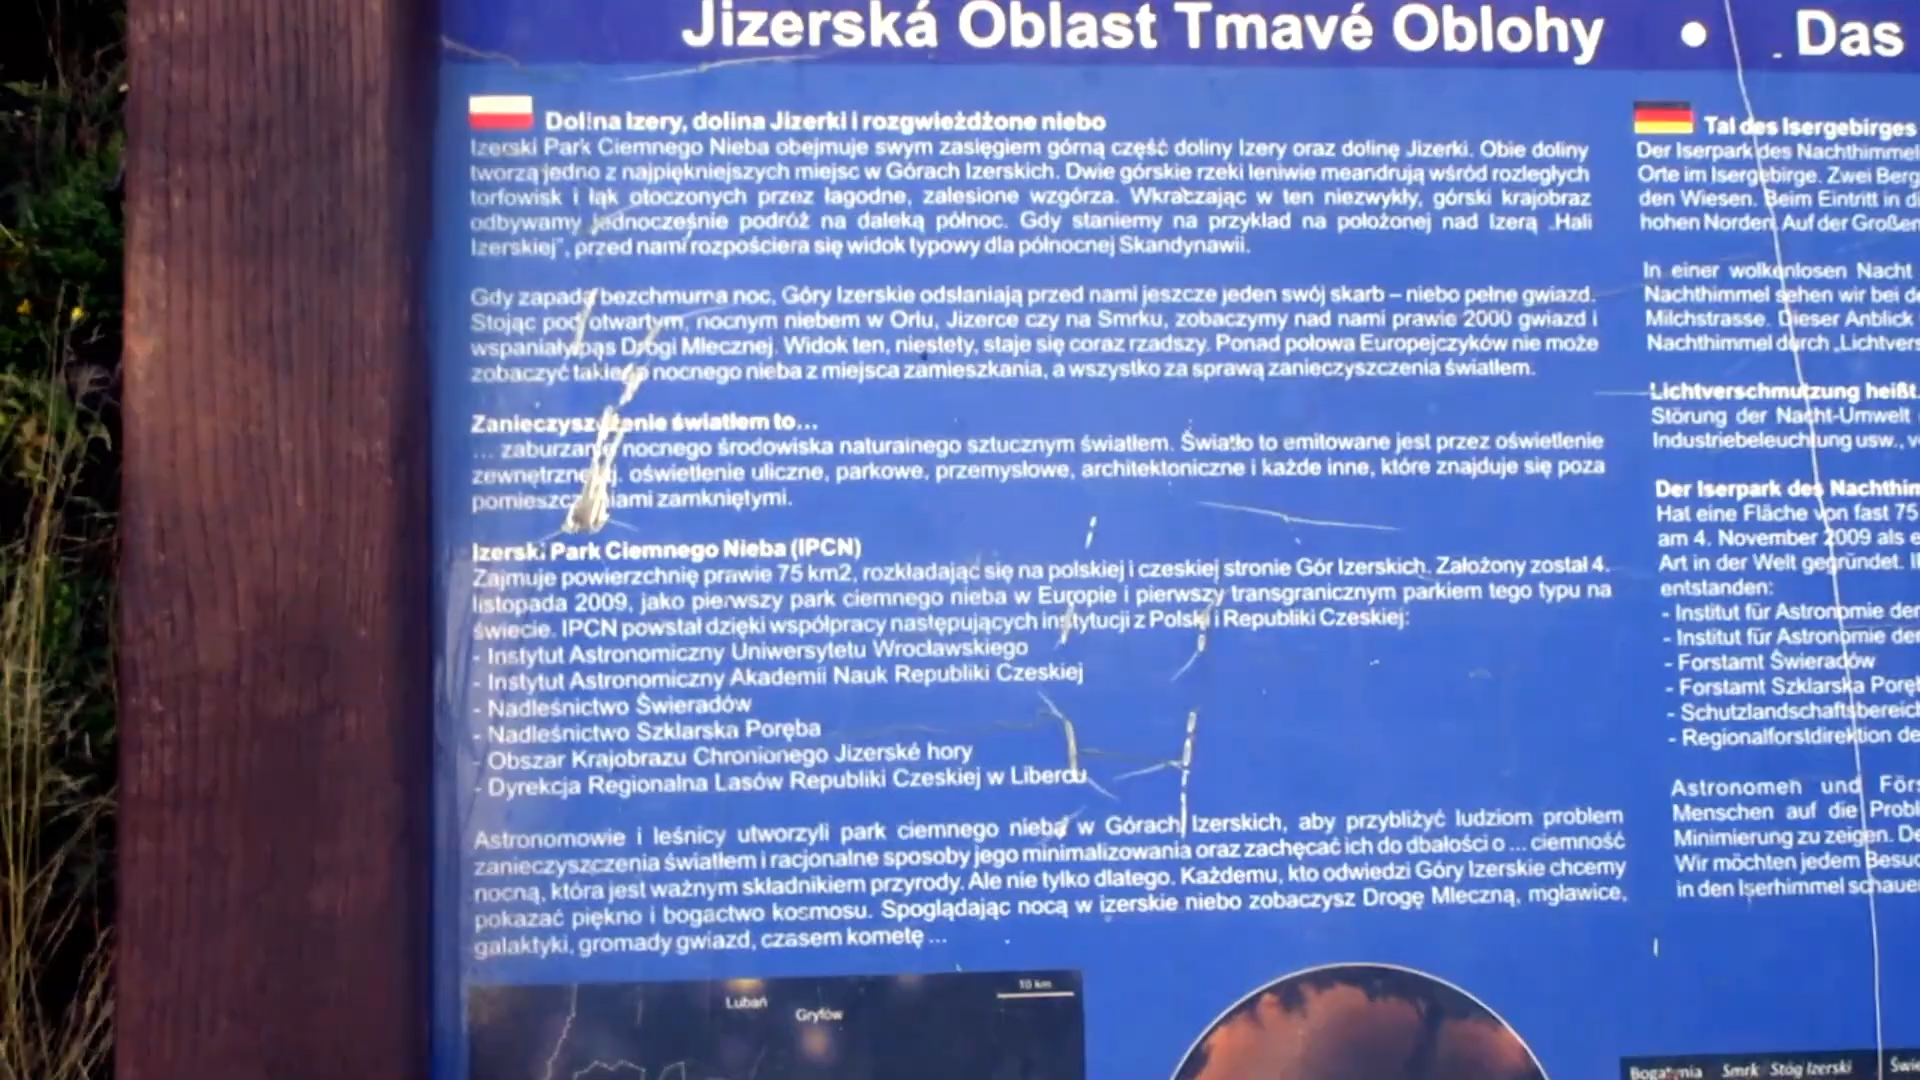 Jizerská Oblast Tmavé Oblohy • Das
Dolina Izery, dolina Jizerki i rozgwieżdżone niebo
Izerski Park Ciemnego Nieba obejmuje swym zasięgiem górną część doliny Izery oraz dolinę Jizerki. Obie doliny
tworzą jedno z najpiękniejszych miejsc w Górach Izerskich. Dwie górskie rzeki leniwie meandrują wśród rozległych
torfowisk i łąk otoczonych przez łagodne, zalesione wzgórza. Wkraczając w ten niezwykły, górski krajobraz
odbywamy jednocześnie podróż na daleką północ. Gdy staniemy na przykład na położonej nad Izerą „Hali
Izerskiej", przed nami rozpościera się widok typowy dla północnej Skandynawii.
Gdy zapada bezchmurna noc, Góry Izerskie odsłaniają przed nami jeszcze jeden swój skarb – niebo pełne gwiazd.
Stojąc pod otwartym, nocnym niebem w Orlu, Jizerce czy na Smrku, zobaczymy nad nami prawie 2000 gwiazd i
wspaniały pas Drogi Mlecznej. Widok ten, niestety, staje się coraz rzadszy. Ponad połowa Europejczyków nie może
zobaczyć takiego nocnego nieba z miejsca zamieszkania, a wszystko za sprawą zanieczyszczenia światłem.
Zanieczyszczenie światłem to...
... zaburzanie nocnego środowiska naturalnego sztucznym światłem. Światło to emitowane jest przez oświetlenie
oświetlenie uliczne, parkowe, przemysłowe, architektoniczne i każde inne, które znajduje się poza
pomieszczeniami zamkniętymi.
Izerski Park Ciemnego Nieba (IPCN)
Zajmuje powierzchnię prawie 75 km2, rozkładając się na polskiej i czeskiej stronie Gór Izerskich. Założony został 4.
listopada 2009, jako pierwszy park ciemnego nieba w Europie i pierwszy transgranicznym parkiem tego typu na
świecie. IPCN powstał dzięki współpracy następujących instytucji z Polski i Republiki Czeskiej:
- Instytut Astronomiczny Uniwersytetu Wrocławskiego
- Instytut Astronomiczny Akademii Nauk Republiki Czeskiej
- Nadleśnictwo Świeradów
- Nadleśnictwo Szklarska Poręba
- Obszar Krajobrazu Chronionego Jizerské hory
- Dyrekcja Regionalna Lasów Republiki Czeskiej w Libercu
Astronomowie i leśnicy utworzyli park ciemnego nieba w Górach Izerskich, aby przybliżyć ludziom problem
zanieczyszczenia światłem i racjonalne sposoby jego minimalizowania oraz zachęcać ich do dbałości o ... ciemność
nocną, która jest ważnym składnikiem przyrody. Ale nie tylko dlatego. Każdemu, kto odwiedzi Góry Izerskie chcemy
pokazać piękno i bogactwo kosmosu. Spoglądając nocą w izerskie niebo zobaczysz Drogę Mleczną, mgławice,
galaktyki, gromady gwiazd, czasem kometę ...
Lubań
Gryfów
10 km
Tal des Isergebirges
Der Iserpark des Nachthimmel
Orte im Isergebirge. Zwei Berg
den Wiesen. Beim Eintritt in di
hohen Norden. Auf der Großen
In einer wolkenlosen Nacht
Nachthimmel sehen wir bei de
Milchstrasse. Dieser Anblick
Nachthimmel durch „Lichtvers
Lichtverschmutzung heißt.
Störung der Nacht-Umwelt
Industriebeleuchtung usw., v
Der Iserpark des Nachthim
Hat eine Fläche von fast 75
am 4. November 2009 als e
Art in der Welt gegründet. I
entstanden:
- Institut für Astronomie der
- Institut für Astronomie der
- Forstamt Świeradów
- Forstamt Szklarska Porę
- Schutzlandschaftsbereich
- Regionalforstdirektion de
Astronomen und Förs
Menschen auf die Probl
Minimierung zu zeigen. De
Wir möchten jedem Besuc
in den Iserhimmel schauen
Bogatynia Smrk Stóg Izerski Świe